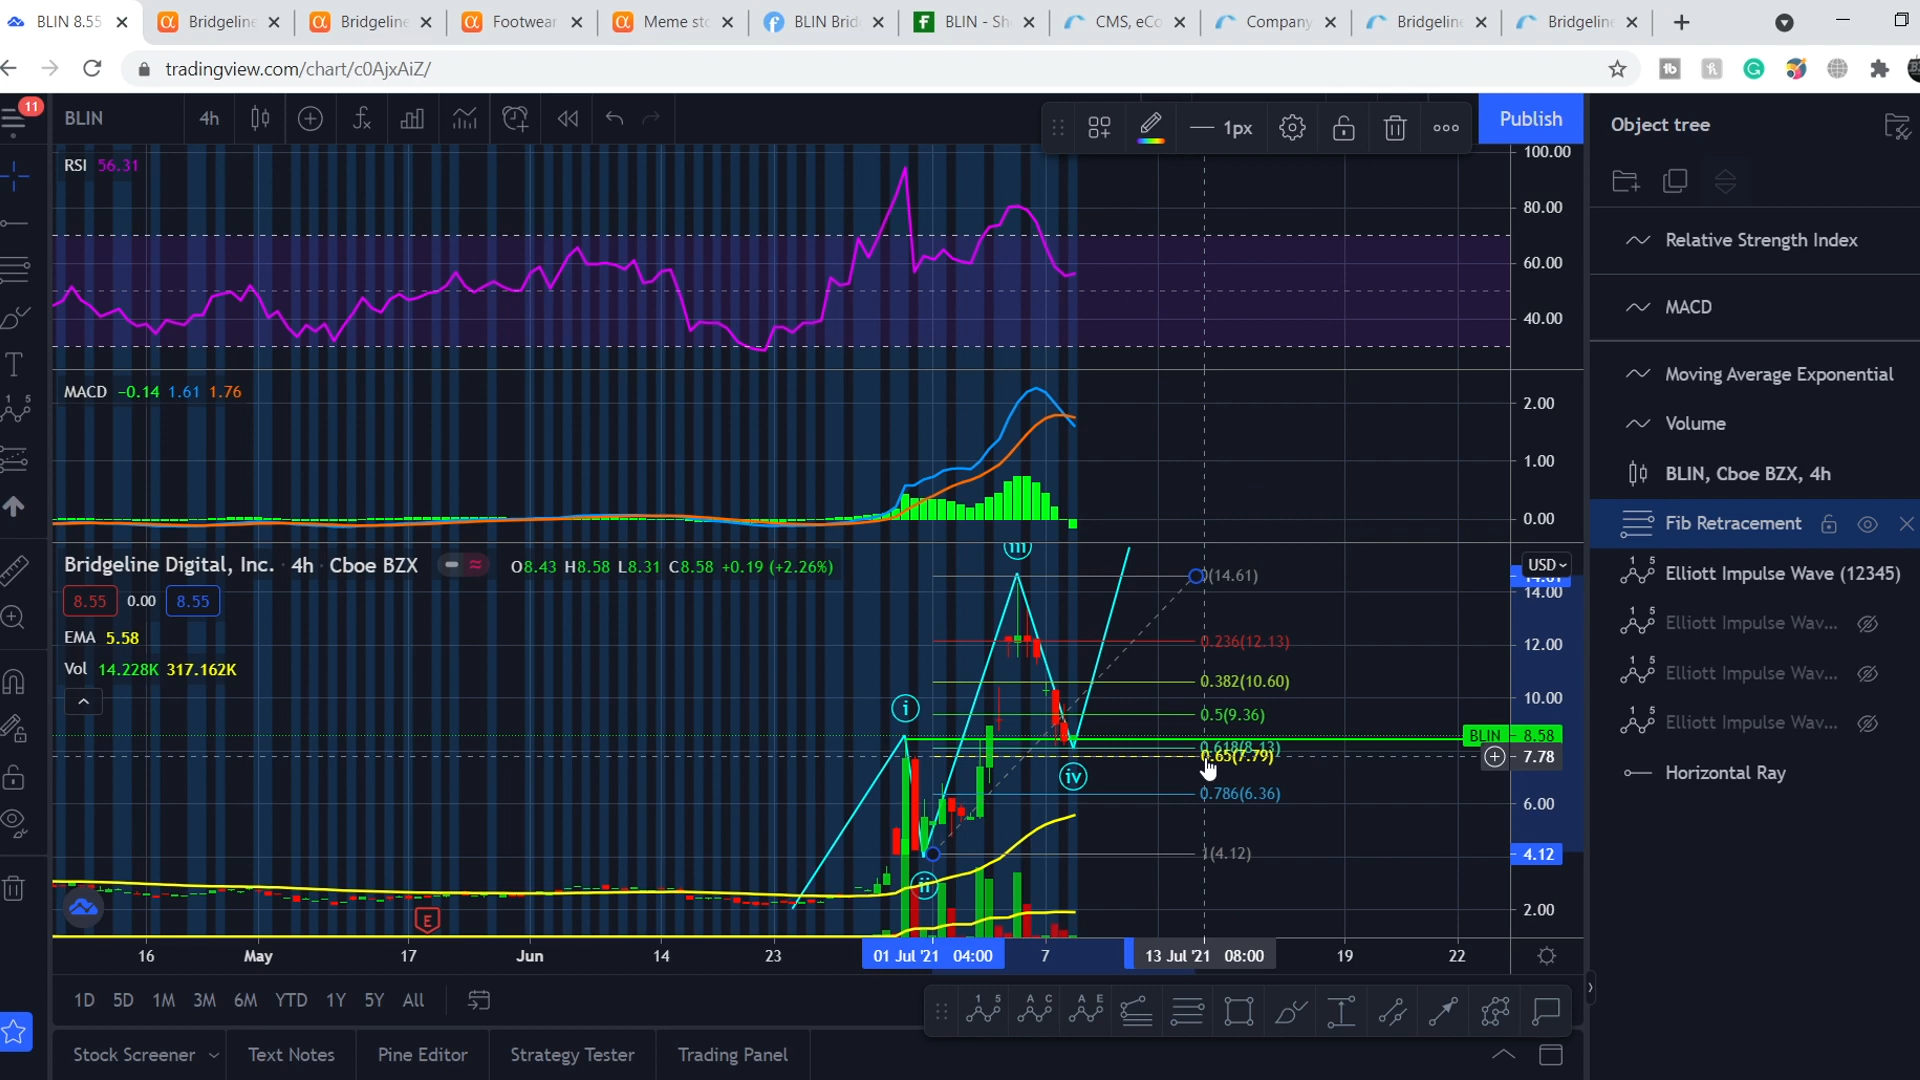 BLIN 8.55
Bridgeline
Bridgeline
Footwear
Meme sto
BLIN Brid
BLIN - Sh
CMS, eCo
Company
Bridgeline
Bridgeline
tradingview.com/chart/c0AjxAiZ/
11
BLIN
4h
1px
Publish
Object tree
RSI 56.31
100.00
80.00
60.00
40.00
Relative Strength Index
MACD
Moving Average Exponential
Volume
BLIN, Cboe BZX, 4h
Fib Retracement
Elliott Impulse Wave (12345)
Elliott Impulse Wav...
Elliott Impulse Wav...
Elliott Impulse Wav...
Horizontal Ray
MACD -0.14 1.61 1.76
2.00
1.00
0.00
Bridgeline Digital, Inc. 4h Cboe BZX
O8.43 H8.58 L8.31 C8.58 +0.19 (+2.26%)
8.55 0.00 8.55
EMA 5.58
Vol 14.228K 317.162K
USD
14.00
12.00
10.00
BLIN 8.58
7.78
6.00
4.12
2.00
iii
(14.61)
0.236(12.13)
0.382(10.60)
i
0.5(9.36)
0.618(8.13)
0.65(7.79)
iv
0.786(6.36)
1(4.12)
ii
E
16 May 17 Jun 14 23 01 Jul '21 04:00 7 13 Jul '21 08:00 19 22
1D 5D 1M 3M 6M YTD 1Y 5Y All
Stock Screener Text Notes Pine Editor Strategy Tester Trading Panel